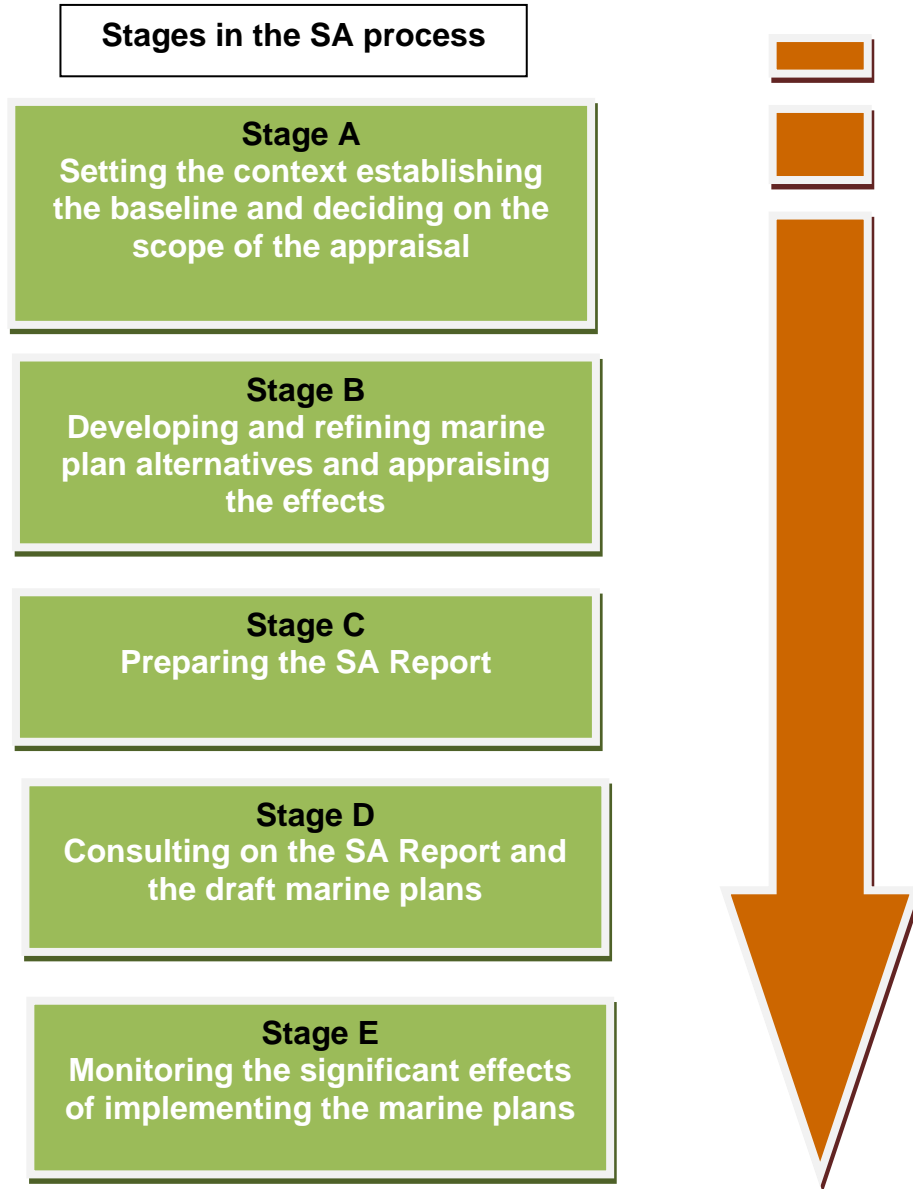 Stages in the SA process
Stage A
Setting the context establishing
the baseline and deciding on the
scope of the appraisal
Stage B
Developing and refining marine
plan alternatives and appraising
the effects
Stage C
Preparing the SA Report
Stage D
Consulting on the SA Report and
the draft marine plans
Stage E
Monitoring the significant effects
of implementing the marine plans